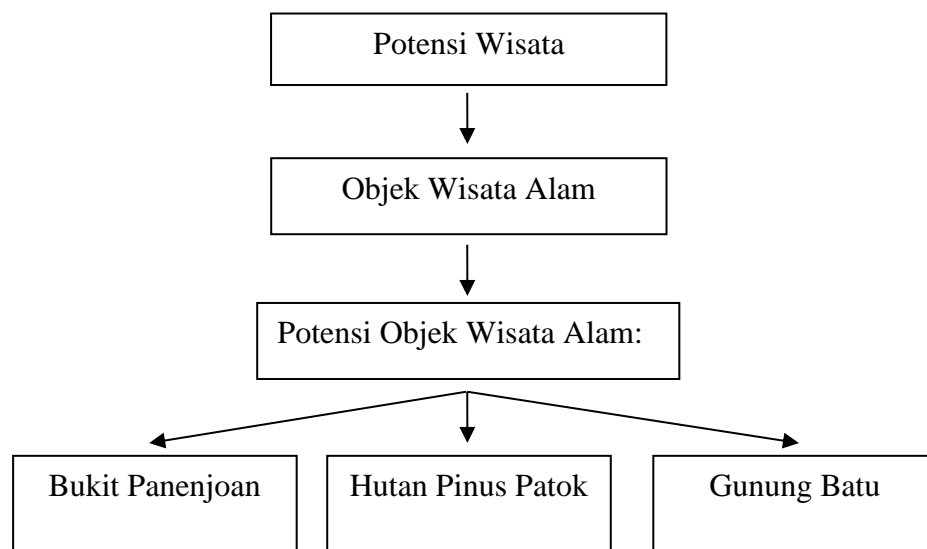 Potensi Wisata
Objek Wisata Alam
Potensi Objek Wisata Alam:
Bukit Panenjoan
Hutan Pinus Patok
Gunung Batu